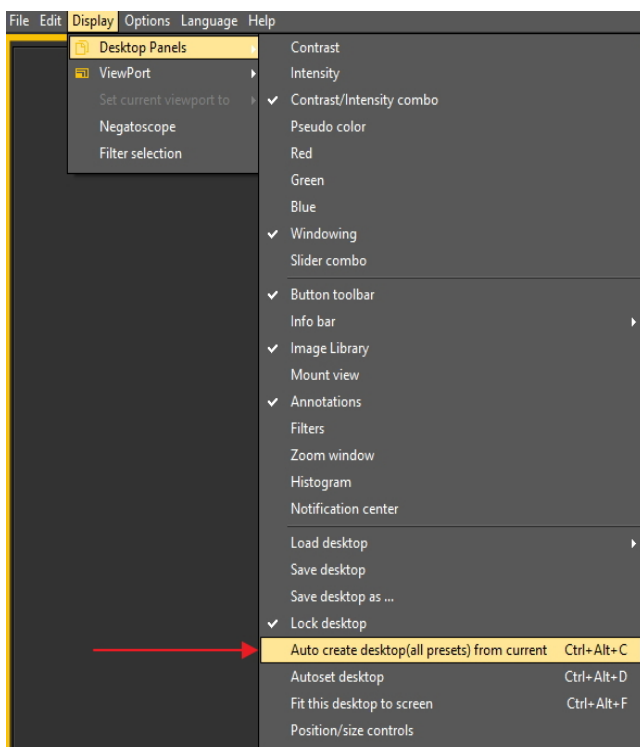 File Edit Display Options Language Help
Desktop Panels
ViewPort
Set current viewport to
Negatoscope
Filter selection
Contrast
Intensity
Contrast/Intensity combo
Pseudo color
Red
Green
Blue
Windowing
Slider combo
Button toolbar
Info bar
Image Library
Mount view
Annotations
Filters
Zoom window
Histogram
Notification center
Load desktop
Save desktop
Save desktop as ...
Lock desktop
Auto create desktop(all presets) from current Ctrl+Alt+C
Autoset desktop Ctrl+Alt+D
Fit this desktop to screen Ctrl+Alt+F
Position/size controls